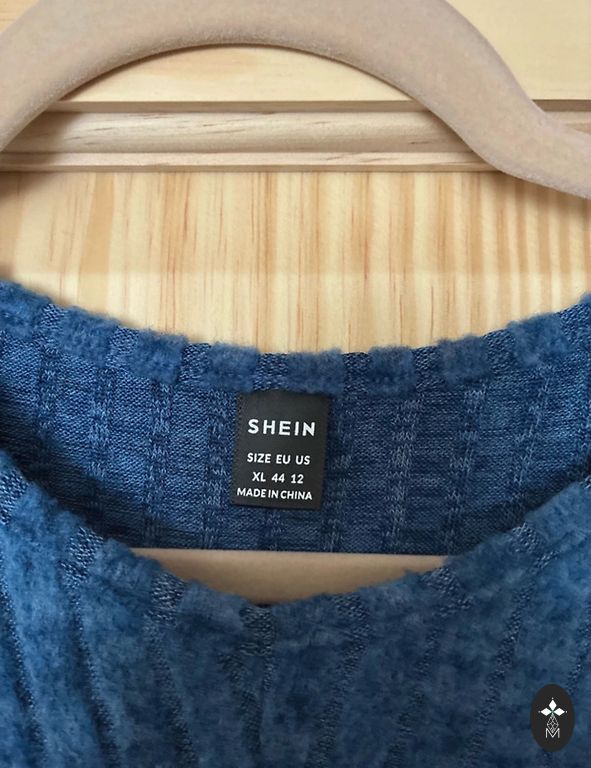 SHEIN
SIZE EU US
XL 44 12
MADE IN CHINA
M